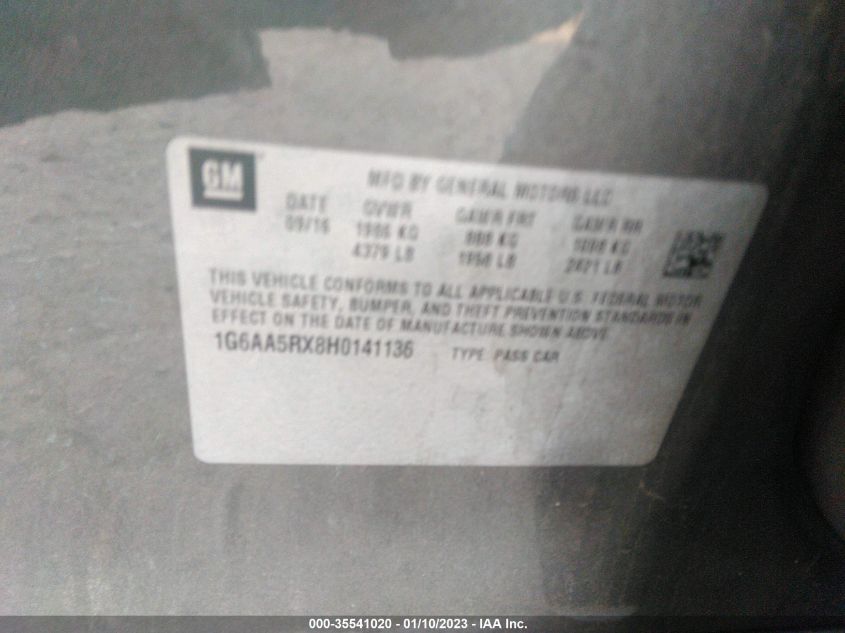 GM
MFD BY GENERAL MOTORS LLC
DATE GVWR GAWR FRT GAWR RR
09/16 1986 KG 888 KG 1098 KG
4379 LB 1958 LB 2421 LB
THIS VEHICLE CONFORMS TO ALL APPLICABLE U.S. FEDERAL MOTOR
VEHICLE SAFETY, BUMPER, AND THEFT PREVENTION STANDARDS IN
EFFECT ON THE DATE OF MANUFACTURE SHOWN ABOVE
1G6AA5RX8H0141136 TYPE PASS CAR
000-35541020 - 01/10/2023 - IAA Inc.